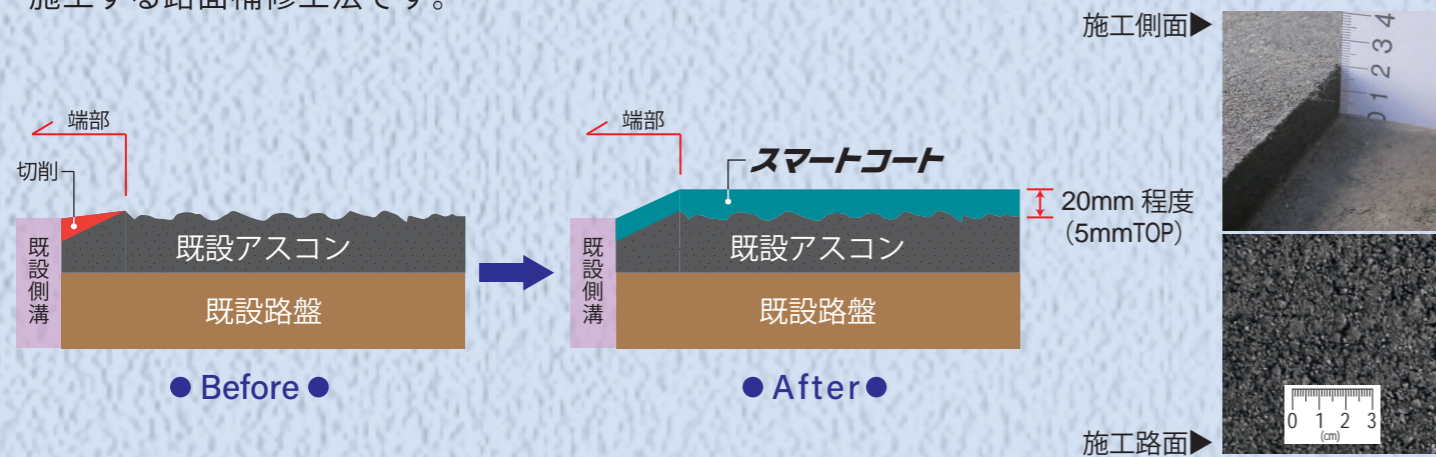 施工する路面補修工法です。
施工側面▶
4
3
2
1
0
端部
切削
既設側溝
既設アスコン
既設路盤
● Before ●
端部
スマートコート
20mm 程度
(5mmTOP)
既設側溝
既設アスコン
既設路盤
● After ●
0 1 2 3
(cm)
施工路面▶